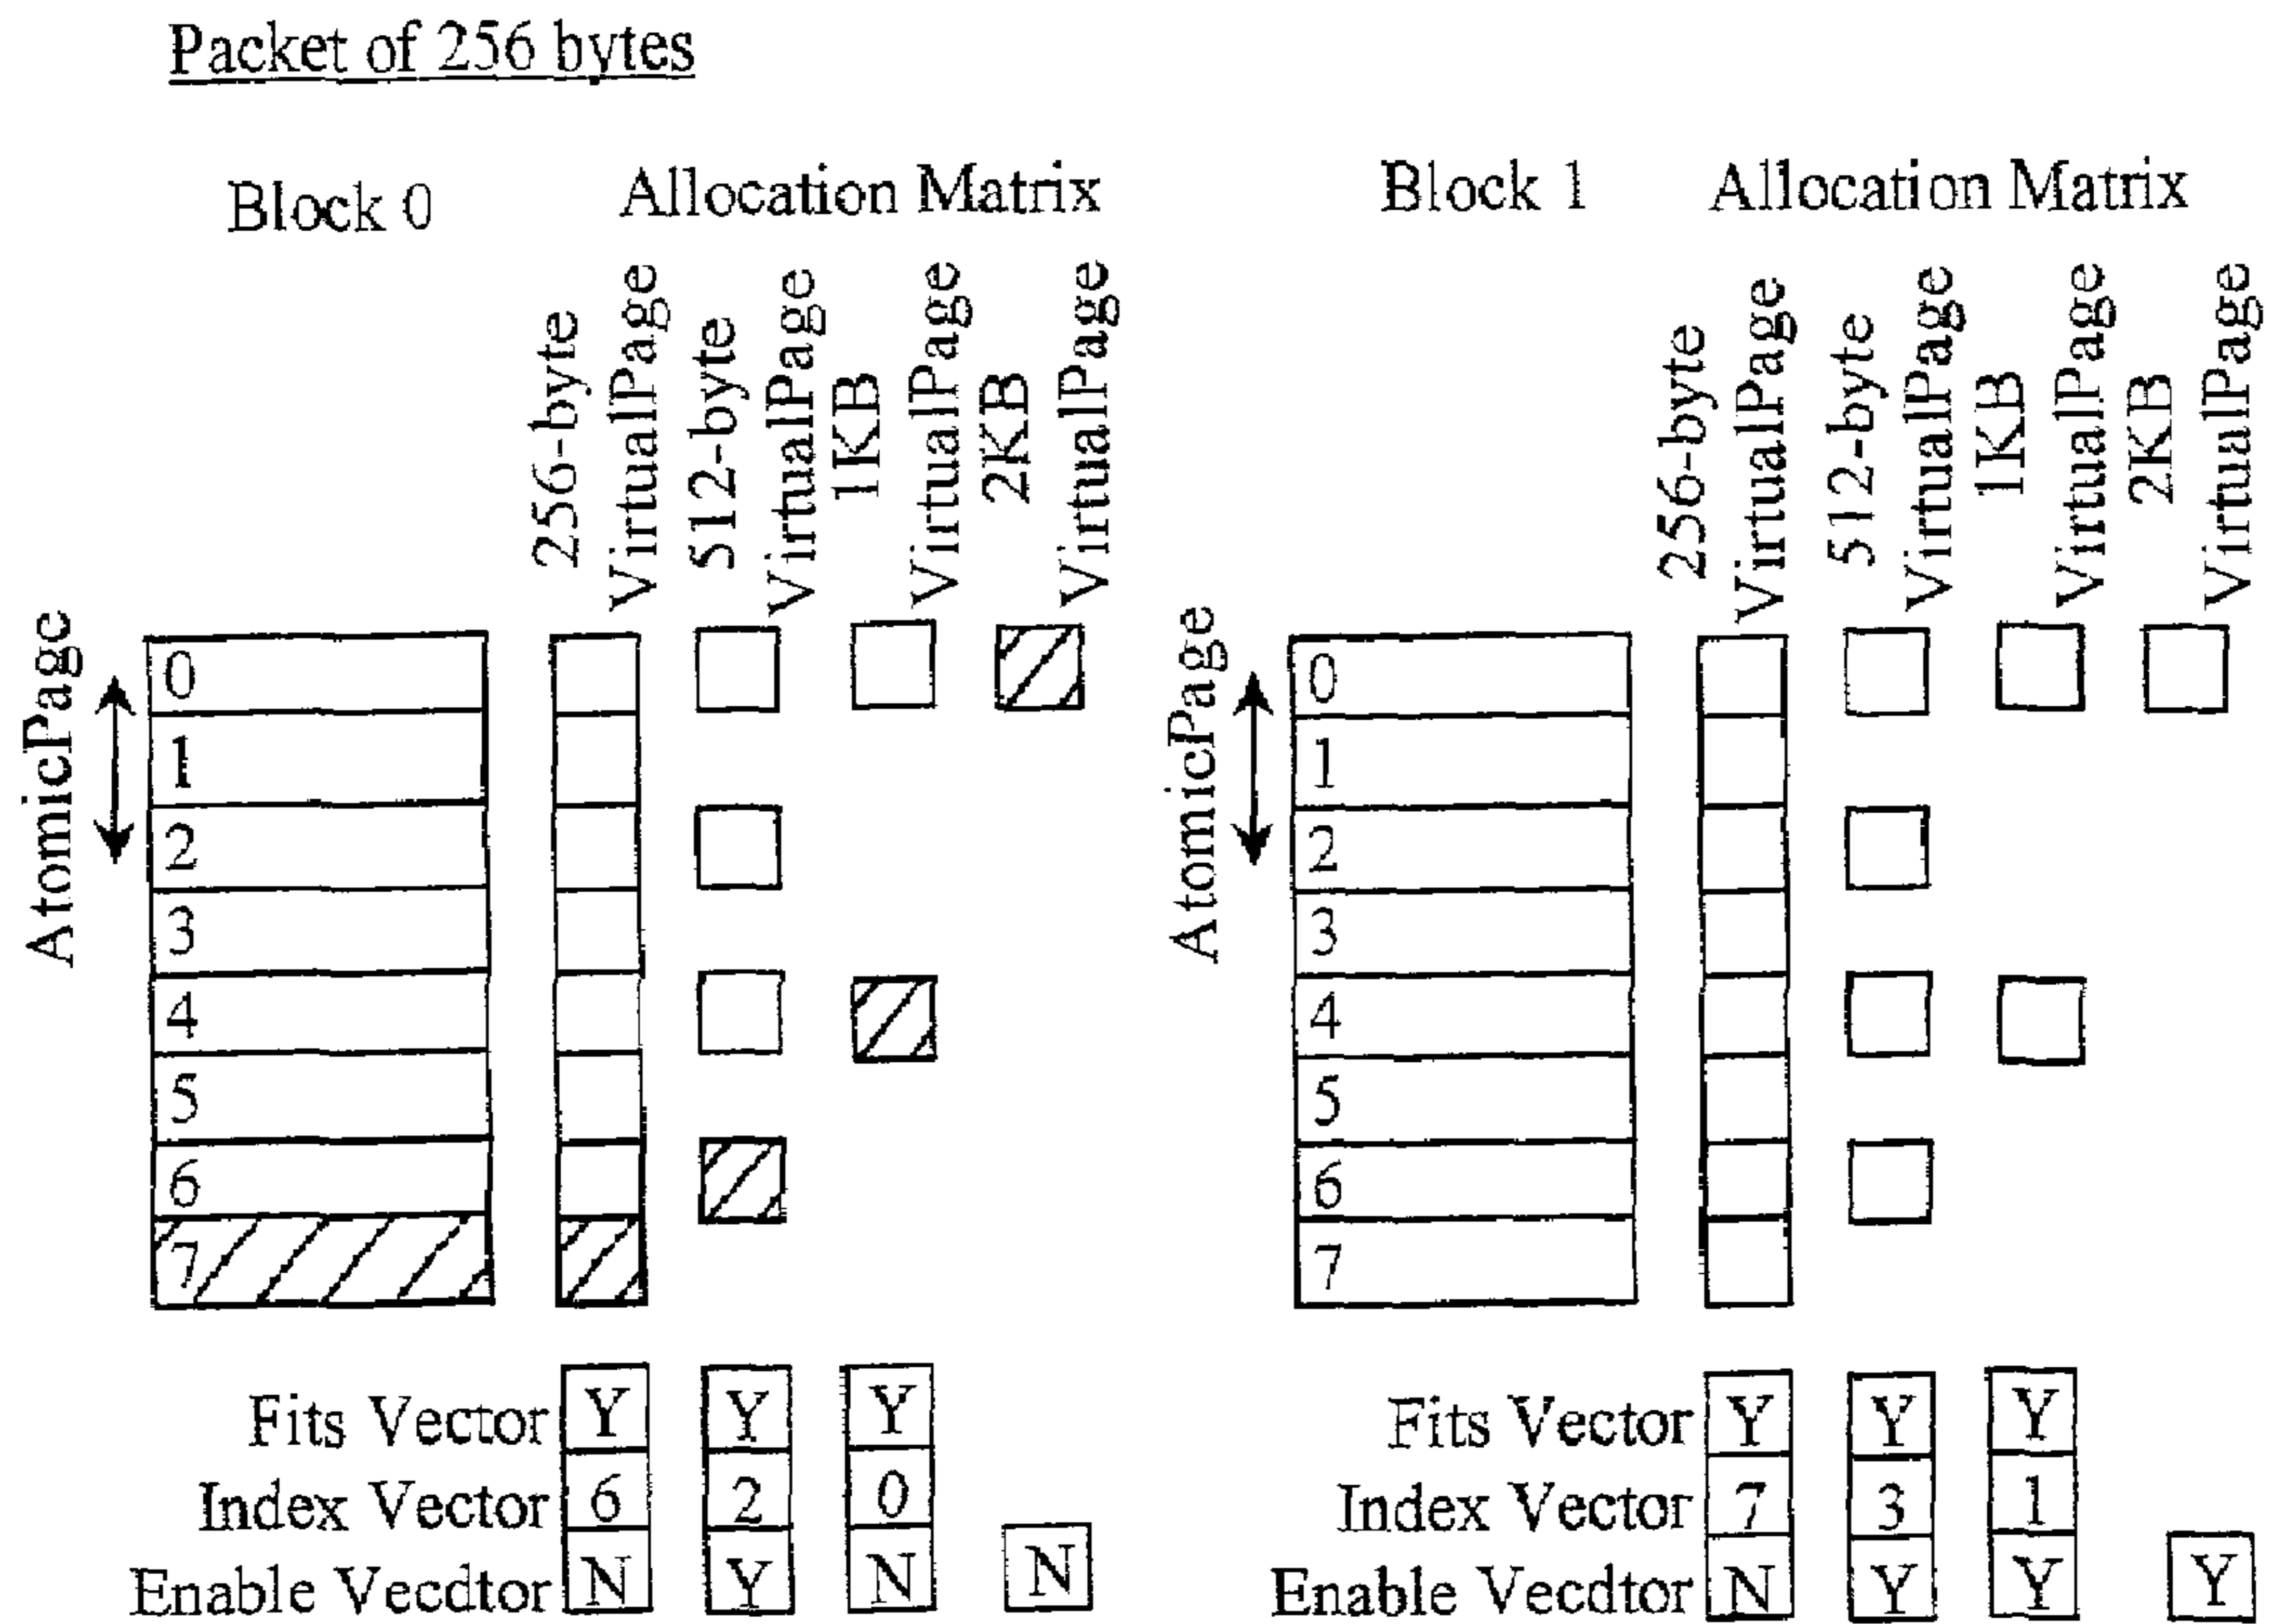 Packet of 256 bytes
Block 0
Allocation Matrix
256-byte
VirtualPage
512-byte
VirtualPage
1KB
VirtualPage
2KB
VirtualPage
AtomicPage
0
1
2
3
4
5
6
7
Fits Vector Y Y Y
Index Vector 6 2 0
Enable Vecdtor N Y N N
Block 1
Allocation Matrix
256-byte
VirtualPage
512-byte
VirtualPage
1KB
VirtualPage
2KB
VirtualPage
AtomicPage
0
1
2
3
4
5
6
7
Fits Vector Y Y Y
Index Vector 7 3 1
Enable Vecdtor N Y Y Y